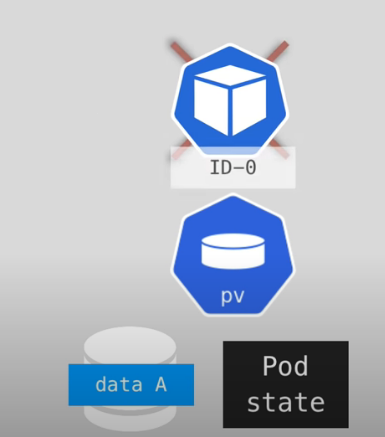 ID-0
pv
data A
Pod
state